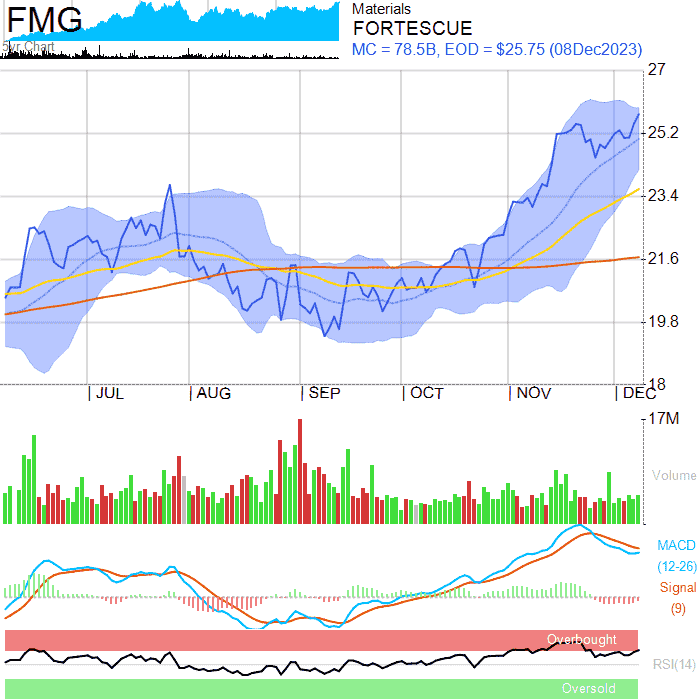 FMG
5yr Chart
Materials
FORTESCUE
MC = 78.5B, EOD = $25.75 (08Dec2023)
27
25.2
23.4
21.6
19.8
18
JUL AUG SEP OCT NOV DEC
17M
Volume
MACD
(12-26)
Signal
(9)
Overbought
RSI(14)
Oversold